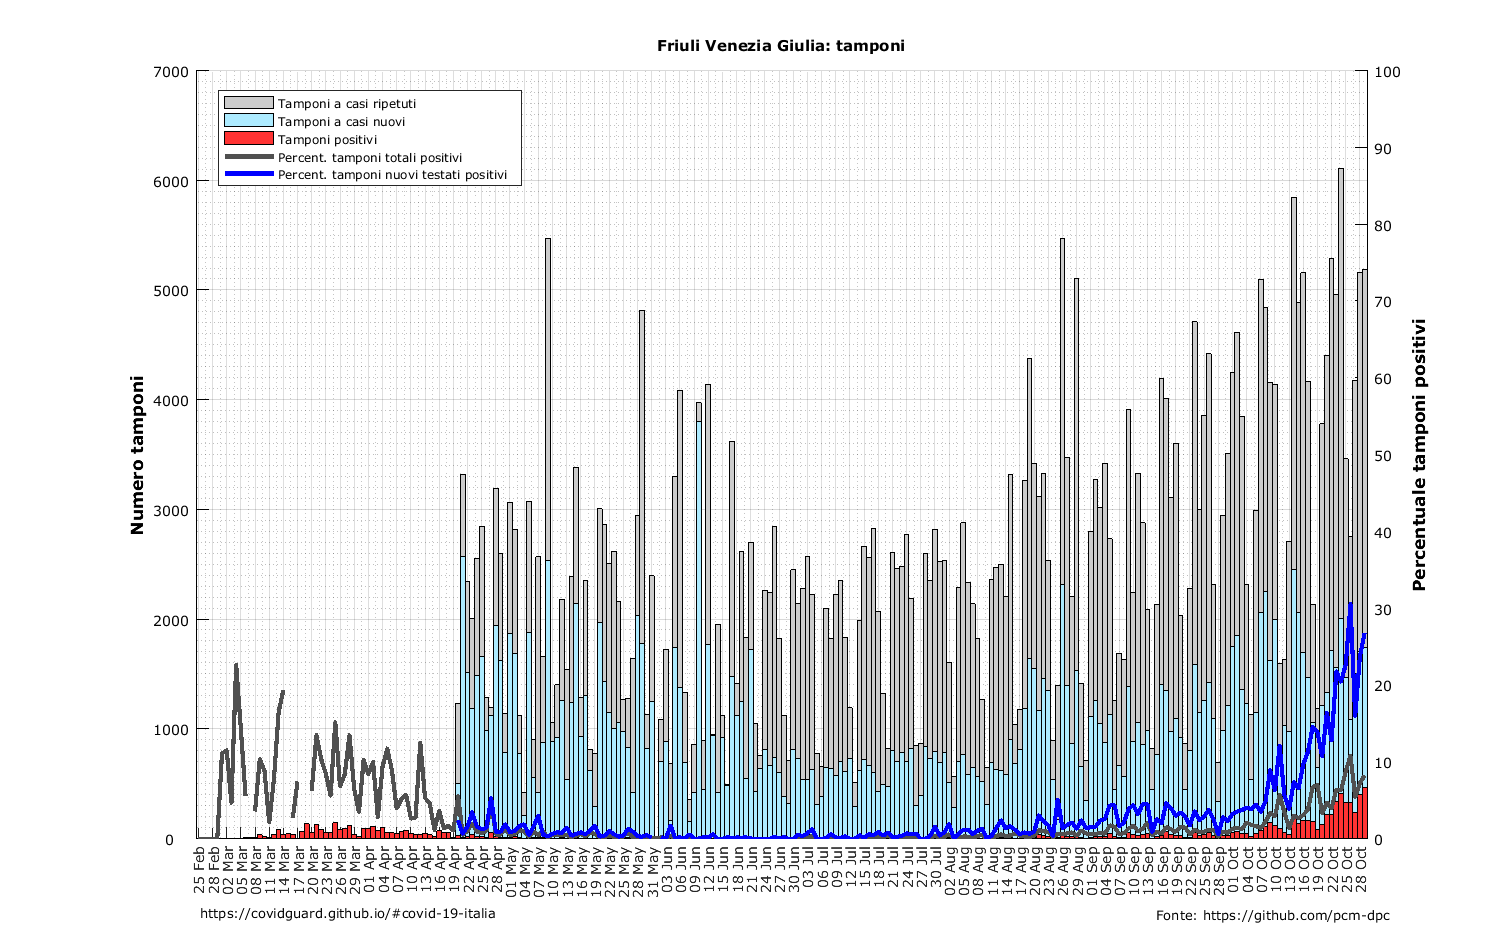 Friuli Venezia Giulia: tamponi
Tamponi a casi ripetuti
Tamponi a casi nuovi
Tamponi positivi
Percent. tamponi totali positivi
Percent. tamponi nuovi testati positivi
Numero tamponi
7000
6000
5000
4000
3000
2000
1000
0
Percentuale tamponi positivi
100
90
80
70
60
50
40
30
20
10
0
25 Feb
28 Feb
02 Mar
05 Mar
08 Mar
11 Mar
14 Mar
17 Mar
20 Mar
23 Mar
26 Mar
29 Mar
01 Apr
04 Apr
07 Apr
10 Apr
13 Apr
16 Apr
19 Apr
22 Apr
25 Apr
28 Apr
01 May
04 May
07 May
10 May
13 May
16 May
19 May
22 May
25 May
28 May
31 May
03 Jun
06 Jun
09 Jun
12 Jun
15 Jun
18 Jun
21 Jun
24 Jun
27 Jun
30 Jun
03 Jul
06 Jul
09 Jul
12 Jul
15 Jul
18 Jul
21 Jul
24 Jul
27 Jul
30 Jul
02 Aug
05 Aug
08 Aug
11 Aug
14 Aug
17 Aug
20 Aug
23 Aug
26 Aug
29 Aug
01 Sep
04 Sep
07 Sep
10 Sep
13 Sep
16 Sep
19 Sep
22 Sep
25 Sep
28 Sep
01 Oct
04 Oct
07 Oct
10 Oct
13 Oct
16 Oct
19 Oct
22 Oct
25 Oct
28 Oct
https://covidguard.github.io/#covid-19-italia
Fonte: https://github.com/pcm-dpc